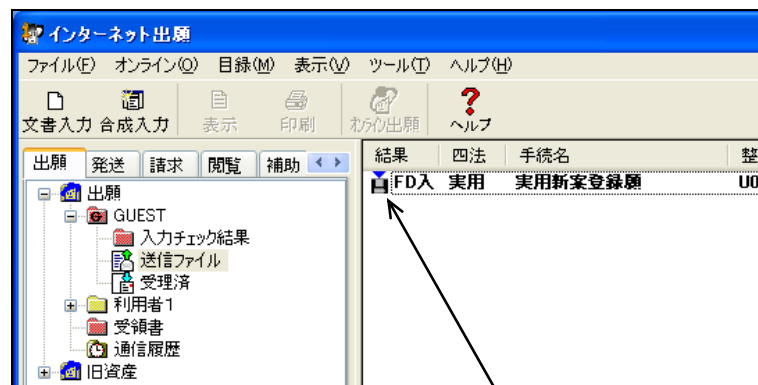 インターネット出願
ファイル(F) オンライン(O) 目録(M) 表示(V) ツール(T) ヘルプ(H)
文書入力 合成入力 表示 印刷 オンライン出願 ヘルプ
出願 発送 請求 閲覧 補助
結果 四法 手続名 整
FD入 実用 実用新案登録願 U0
出願
GUEST
入力チェック結果
送信ファイル
受理済
利用者1
受領書
通信履歴
旧資産